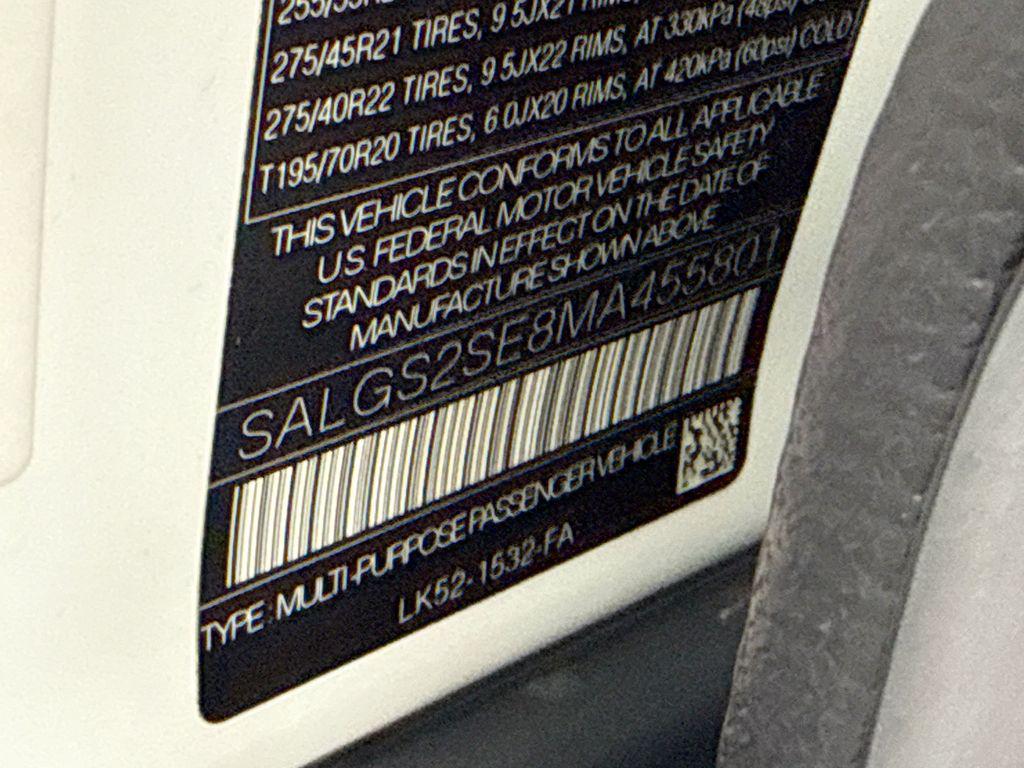 275/45R21 TIRES, 9.5JX21 RIMS,
275/40R22 TIRES, 9.5JX22 RIMS, AT 330kPa (48psi) COLD
T195/70R20 TIRES, 6.0JX20 RIMS, AT 420kPa (60psi) COLD
THIS VEHICLE CONFORMS TO ALL APPLICABLE
U.S. FEDERAL MOTOR VEHICLE SAFETY
STANDARDS IN EFFECT ON THE DATE OF
MANUFACTURE SHOWN ABOVE
SALGS2SE8MA455801
TYPE: MULTI-PURPOSE PASSENGER VEHICLE
LK52-1532-FA